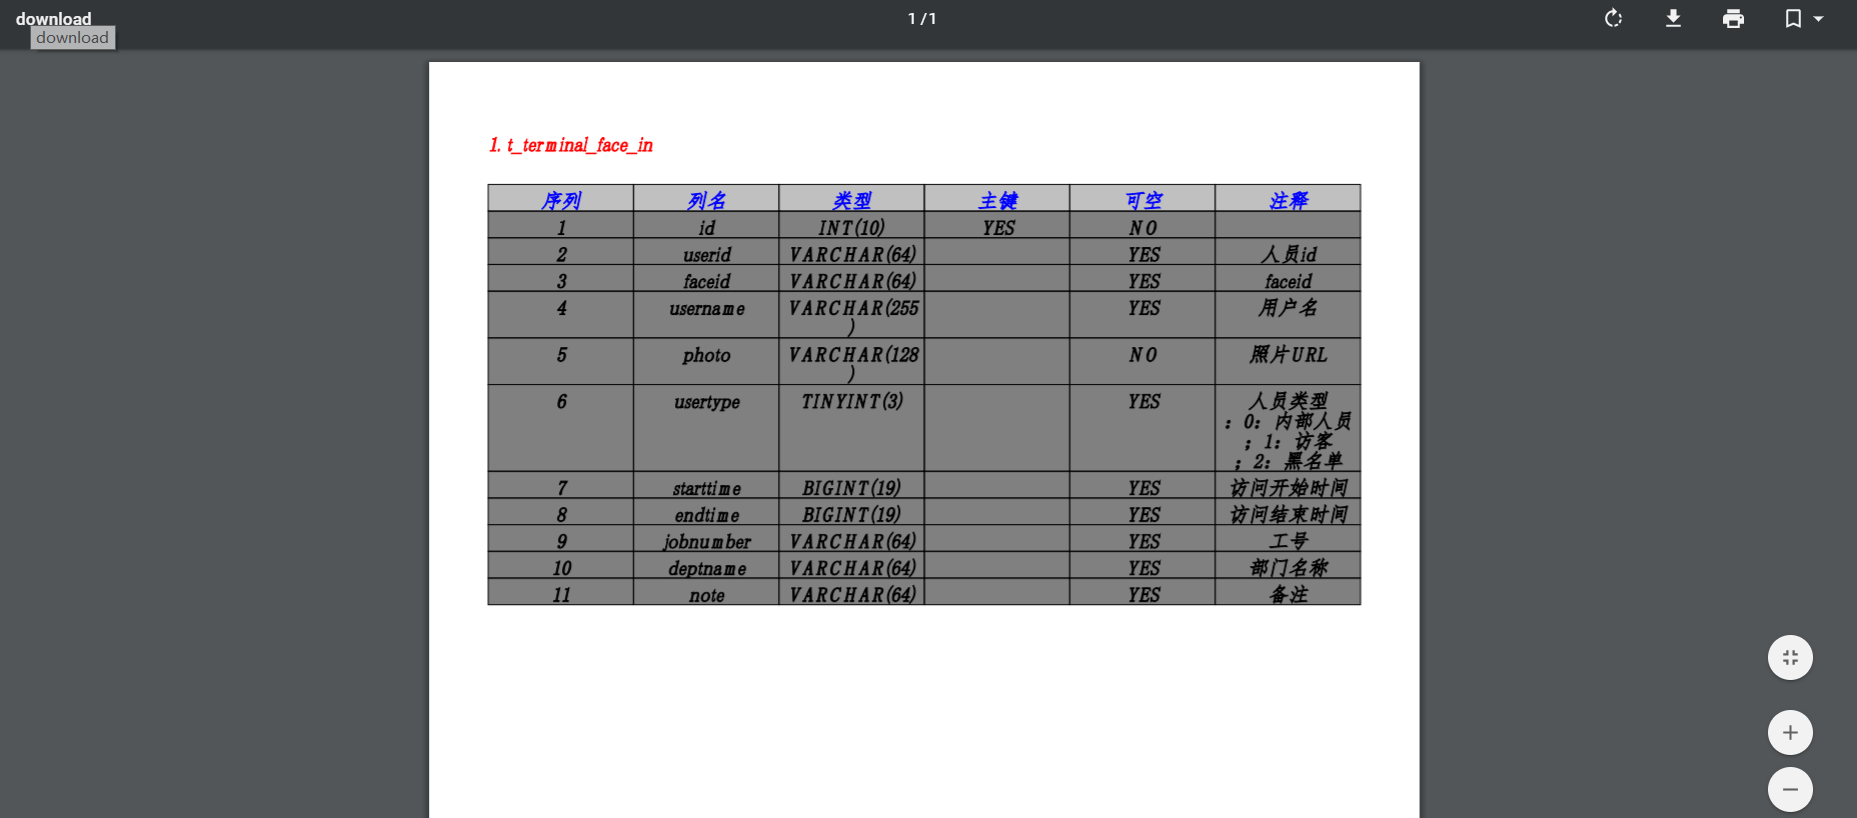 download
download
1 / 1
1. t_terminal_face_in
序列 列名 类型 主键 可空 注释
1 id INT(10) YES NO
2 userid VARCHAR(64) YES 人员id
3 faceid VARCHAR(64) YES faceid
4 username VARCHAR(255 YES 用户名
)
5 photo VARCHAR(128 NO 照片URL
)
6 usertype TINYINT(3) YES 人员类型
：0：内部人员
；1：访客
；2：黑名单
7 starttime BIGINT(19) YES 访问开始时间
8 endtime BIGINT(19) YES 访问结束时间
9 jobnumber VARCHAR(64) YES 工号
10 deptname VARCHAR(64) YES 部门名称
11 note VARCHAR(64) YES 备注